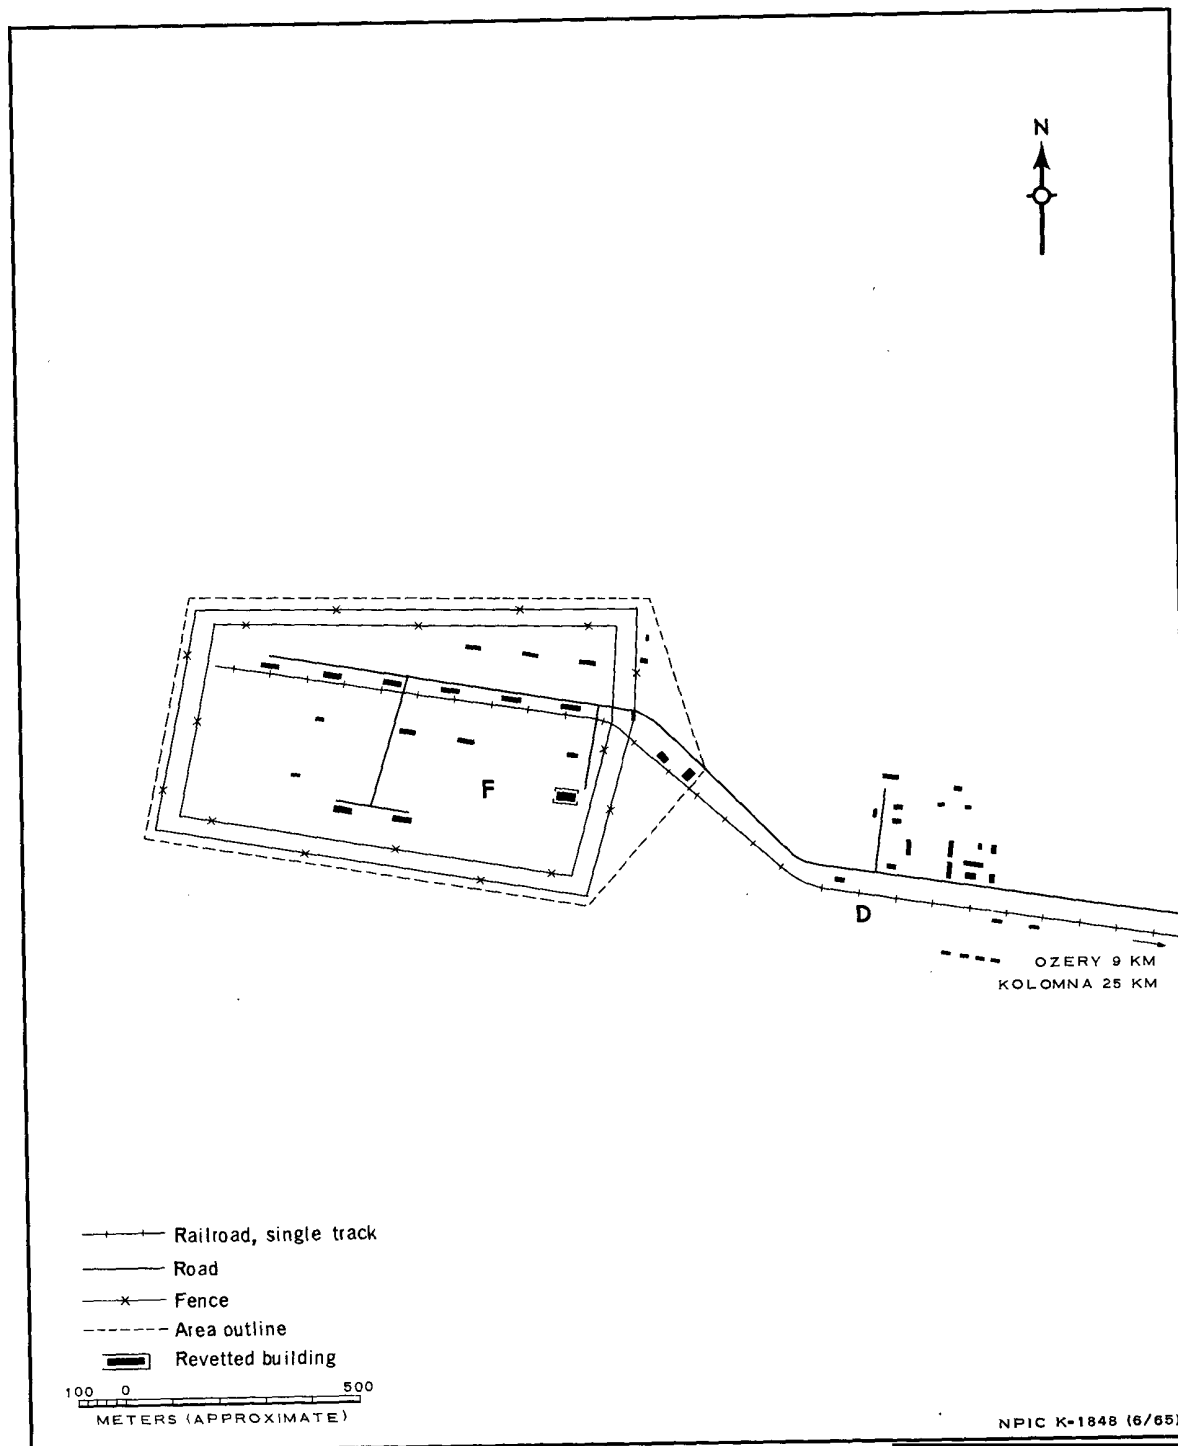 N
F
D
OZERY 9 KM
KOLOMNA 25 KM
Railroad, single track
Road
Fence
Area outline
Revetted building
100 0 500
METERS (APPROXIMATE)
NPIC K-1848 (6/65)